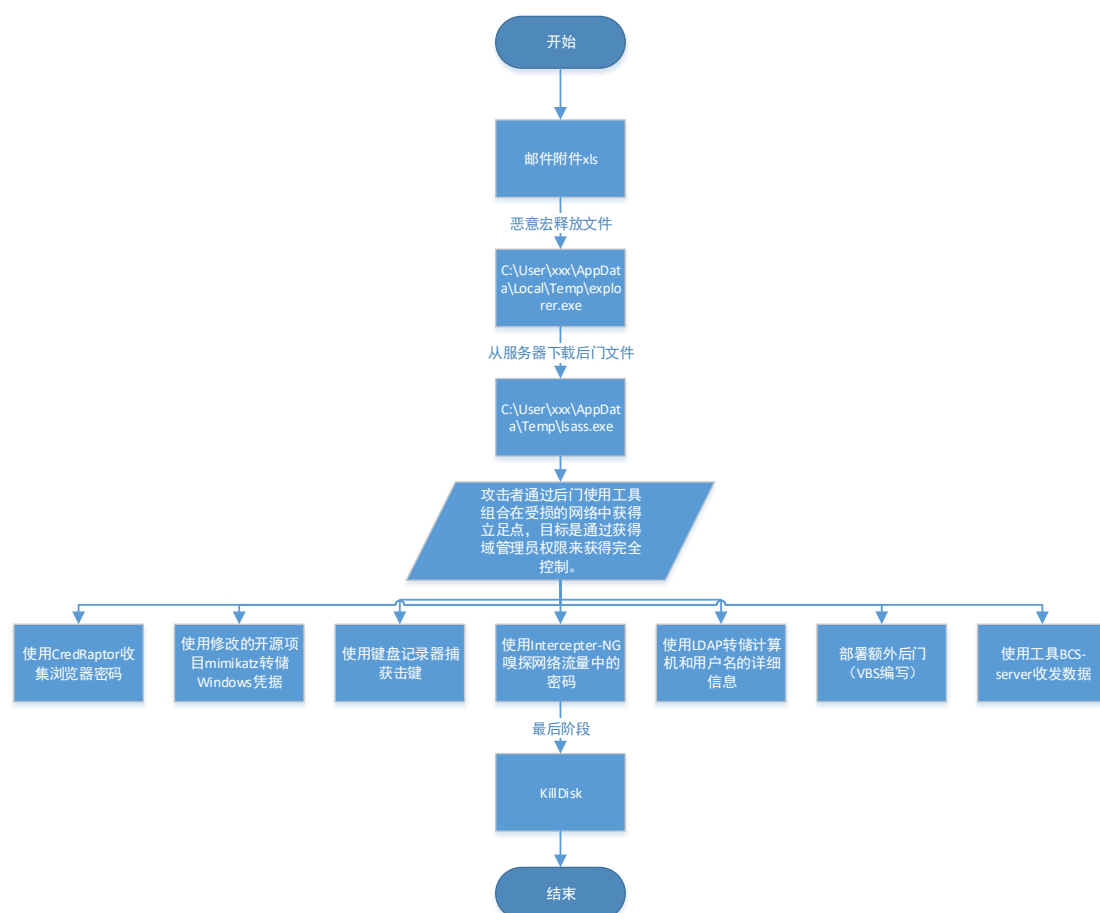 开始
邮件附件xls
恶意宏释放文件
C:\User\xxx\AppDat
a\Local\Temp\explo
rer.exe
从服务器下载后门文件
C:\User\xxx\AppDat
a\Temp\lsass.exe
攻击者通过后门使用工具
组合在受损的网络中获得
立足点，目标是通过获得
域管理员权限来获得完全
控制。
使用CredRaptor收
集浏览器密码
使用修改的开源项
目mimikatz转储
Windows凭据
使用键盘记录器捕
获击键
使用Intercepter-NG
嗅探网络流量中的
密码
使用LDAP转储计算
机和用户名的详细
信息
部署额外后门
（VBS编写）
使用工具BCS-
server收发数据
最后阶段
KillDisk
结束